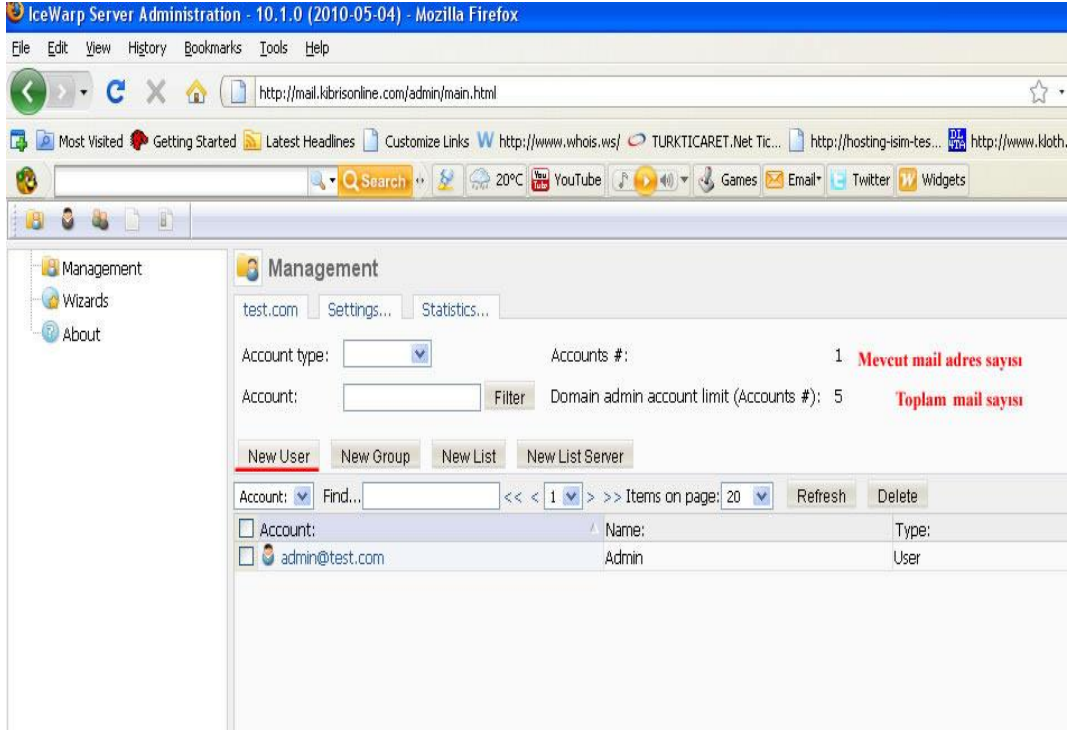 IceWarp Server Administration - 10.1.0 (2010-05-04) - Mozilla Firefox
File Edit View History Bookmarks Tools Help
http://mail.kibrisonline.com/admin/main.html
Most Visited Getting Started Latest Headlines Customize Links W http://www.whois.ws/ TURKTICARET.Net Tic... http://hosting-isim-tes... http://www.kloth.
Search 20°C You Tube YouTube Games Email Twitter Widgets
Management
Wizards
About
Management
test.com Settings... Statistics...
Account type: Accounts #: 1 Mevcut mail adres sayısı
Account: Filter Domain admin account limit (Accounts #): 5 Toplam mail sayısı
New User New Group New List New List Server
Account: Find... << < 1 > >> Items on page: 20 Refresh Delete
Account: Name: Type:
admin@test.com Admin User